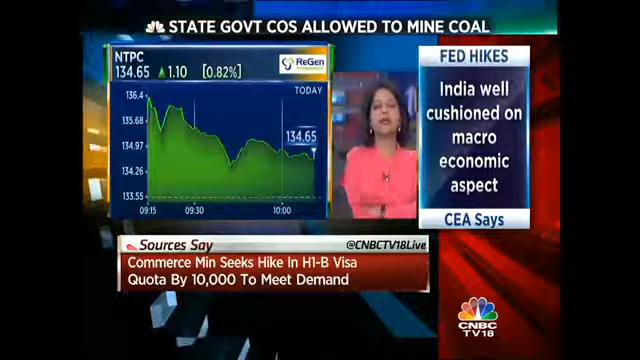 STATE GOVT COS ALLOWED TO MINE COAL
NTPC
134.65 ▲ 1.10 [0.82%]
ReGen
TODAY
136.4
135.68
134.97
134.26
133.55
134.65
09:15 09:30 10:00
FED HIKES
India well
cushioned on
macro
economic
aspect
CEA Says
Sources Say
@CNBCTV18Live
Commerce Min Seeks Hike In H1-B Visa
Quota By 10,000 To Meet Demand
CNBC
TV18